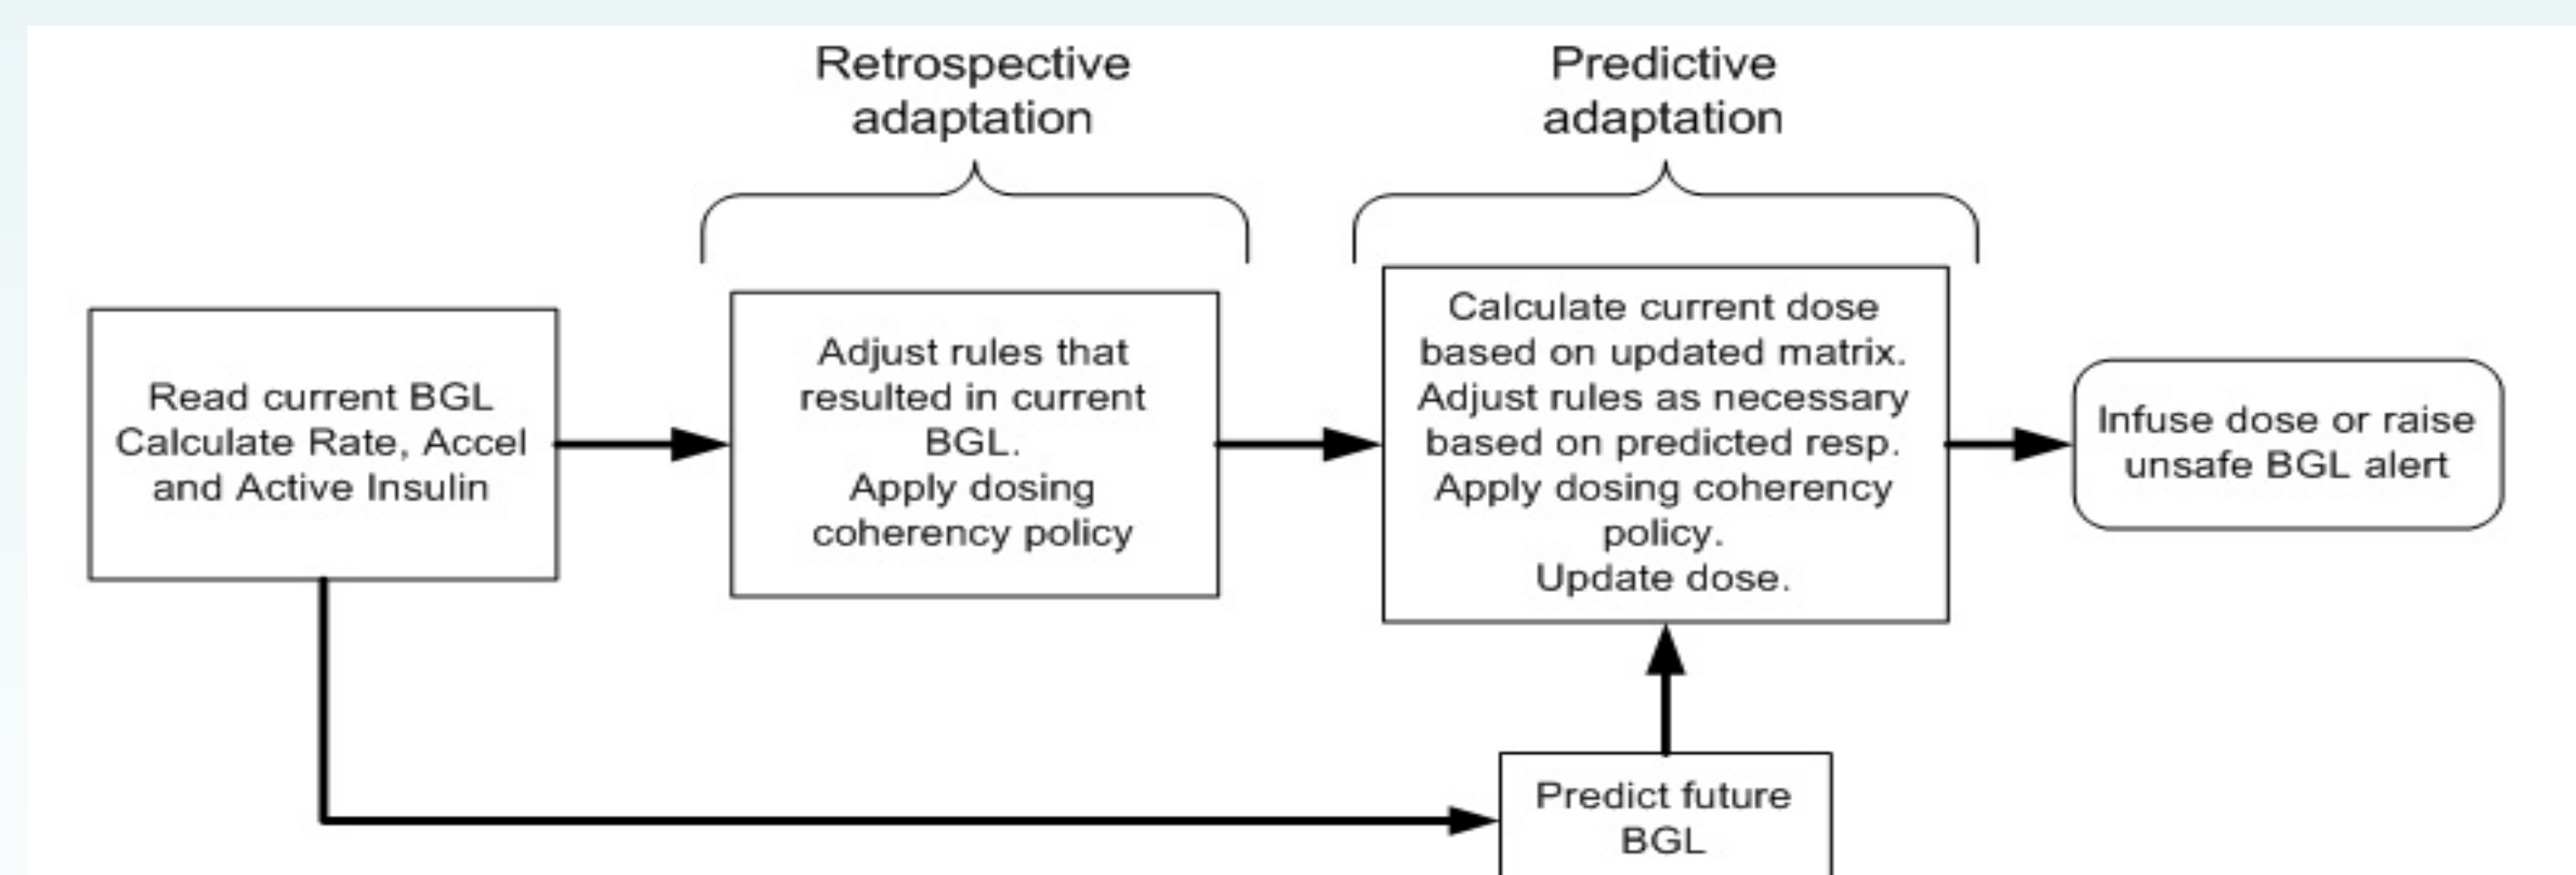 Retrospective
adaptation
Predictive
adaptation
Read current BGL
Calculate Rate, Accel
and Active Insulin
Adjust rules that
resulted in current
BGL.
Apply dosing
coherency policy
Calculate current dose
based on updated matrix.
Adjust rules as necessary
based on predicted resp.
Apply dosing coherency
policy.
Update dose.
Infuse dose or raise
unsafe BGL alert
Predict future
BGL